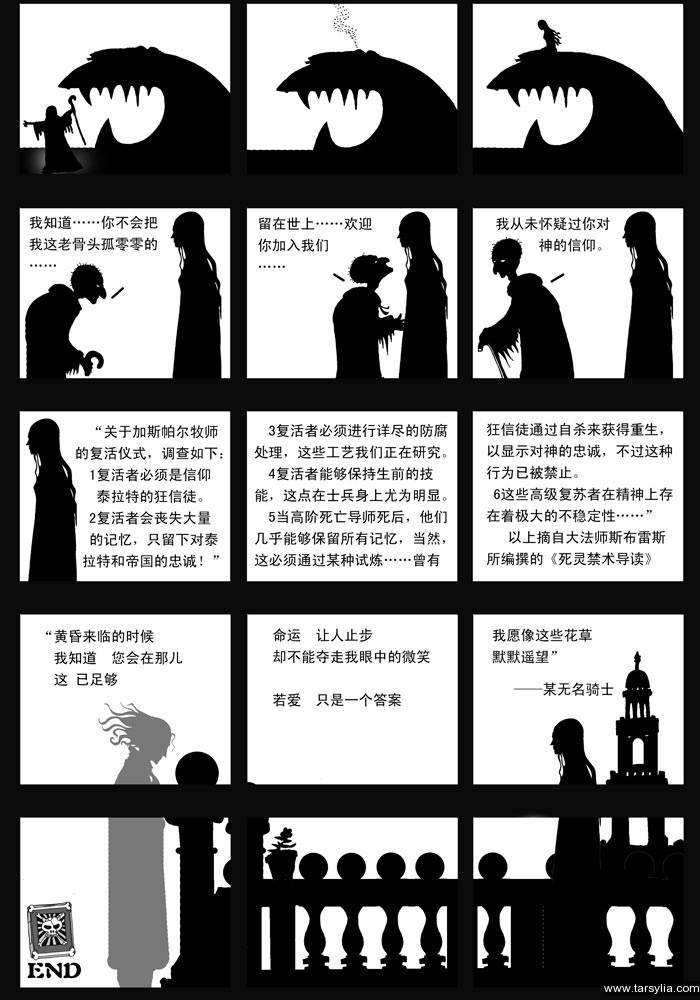 我知道……你不会把
我这老骨头孤零零的
……
留在世上……欢迎
你加入我们
……
我从未怀疑过你对
神的信仰。
“关于加斯帕尔牧师
的复活仪式，调查如下：
1复活者必须是信仰
泰拉特的狂信徒。
2复活者会丧失大量
的记忆，只留下对泰
拉特和帝国的忠诚！”
3复活者必须进行详尽的防腐
处理，这些工艺我们正在研究。
4复活者能够保持生前的技
能，这点在士兵身上尤为明显。
5当高阶死亡导师死后，他们
几乎能够保留所有记忆，当然，
这必须通过某种试炼……曾有
狂信徒通过自杀来获得重生，
以显示对神的忠诚，不过这种
行为已被禁止。
6这些高级复苏者在精神上存
在着极大的不稳定性……”
以上摘自大法师斯布雷斯
所编撰的《死灵禁术导读》
“黄昏来临的时候
我知道 您会在那儿
这 已足够
命运 让人止步
却不能夺走我眼中的微笑
若爱 只是一个答案
我愿像这些花草
默默遥望”
——某无名骑士
END
www.tarsylia.com